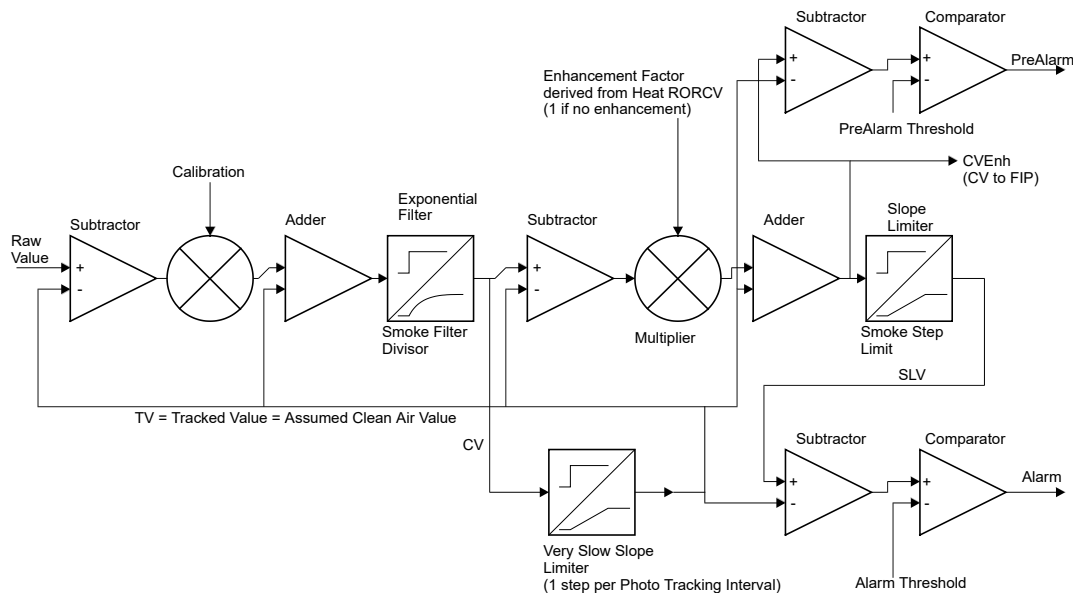 Subtractor
Comparator
+
-
+
-
PreAlarm
PreAlarm Threshold
Enhancement Factor
derived from Heat RORCV
(1 if no enhancement)
CVEnh
(CV to FIP)
Calibration
Raw
Value
Subtractor
+
-
Adder
Exponential
Filter
Smoke Filter
Divisor
Subtractor
+
-
Multiplier
Adder
Slope
Limiter
Smoke Step
Limit
SLV
TV = Tracked Value = Assumed Clean Air Value
CV
Very Slow Slope
Limiter
(1 step per Photo Tracking Interval)
Subtractor
Comparator
+
-
+
-
Alarm
Alarm Threshold